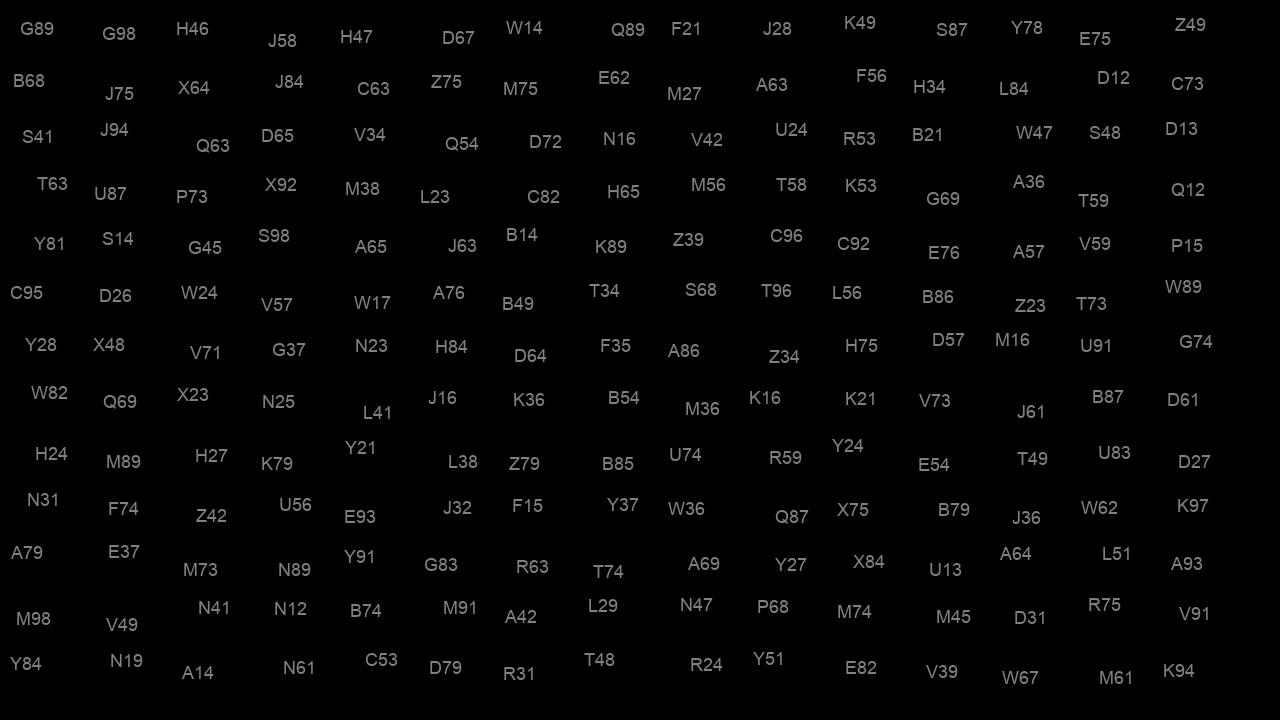 G89 G98 H46 J58 H47 D67 W14 Q89 F21 J28 K49 S87 Y78 E75 Z49
B68 J75 X64 J84 C63 Z75 M75 E62 M27 A63 F56 H34 L84 D12 C73
S41 J94 Q63 D65 V34 Q54 D72 N16 V42 U24 R53 B21 W47 S48 D13
T63 U87 P73 X92 M38 L23 C82 H65 M56 T58 K53 G69 A36 T59 Q12
Y81 S14 G45 S98 A65 J63 B14 K89 Z39 C96 C92 E76 A57 V59 P15
C95 D26 W24 V57 W17 A76 B49 T34 S68 T96 L56 B86 Z23 T73 W89
Y28 X48 V71 G37 N23 H84 D64 F35 A86 Z34 H75 D57 M16 U91 G74
W82 Q69 X23 N25 L41 J16 K36 B54 M36 K16 K21 V73 J61 B87 D61
H24 M89 H27 K79 Y21 L38 Z79 B85 U74 R59 Y24 E54 T49 U83 D27
N31 F74 Z42 U56 E93 J32 F15 Y37 W36 Q87 X75 B79 J36 W62 K97
A79 E37 M73 N89 Y91 G83 R63 T74 A69 Y27 X84 U13 A64 L51 A93
M98 V49 N41 N12 B74 M91 A42 L29 N47 P68 M74 M45 D31 R75 V91
Y84 N19 A14 N61 C53 D79 R31 T48 R24 Y51 E82 V39 W67 M61 K94